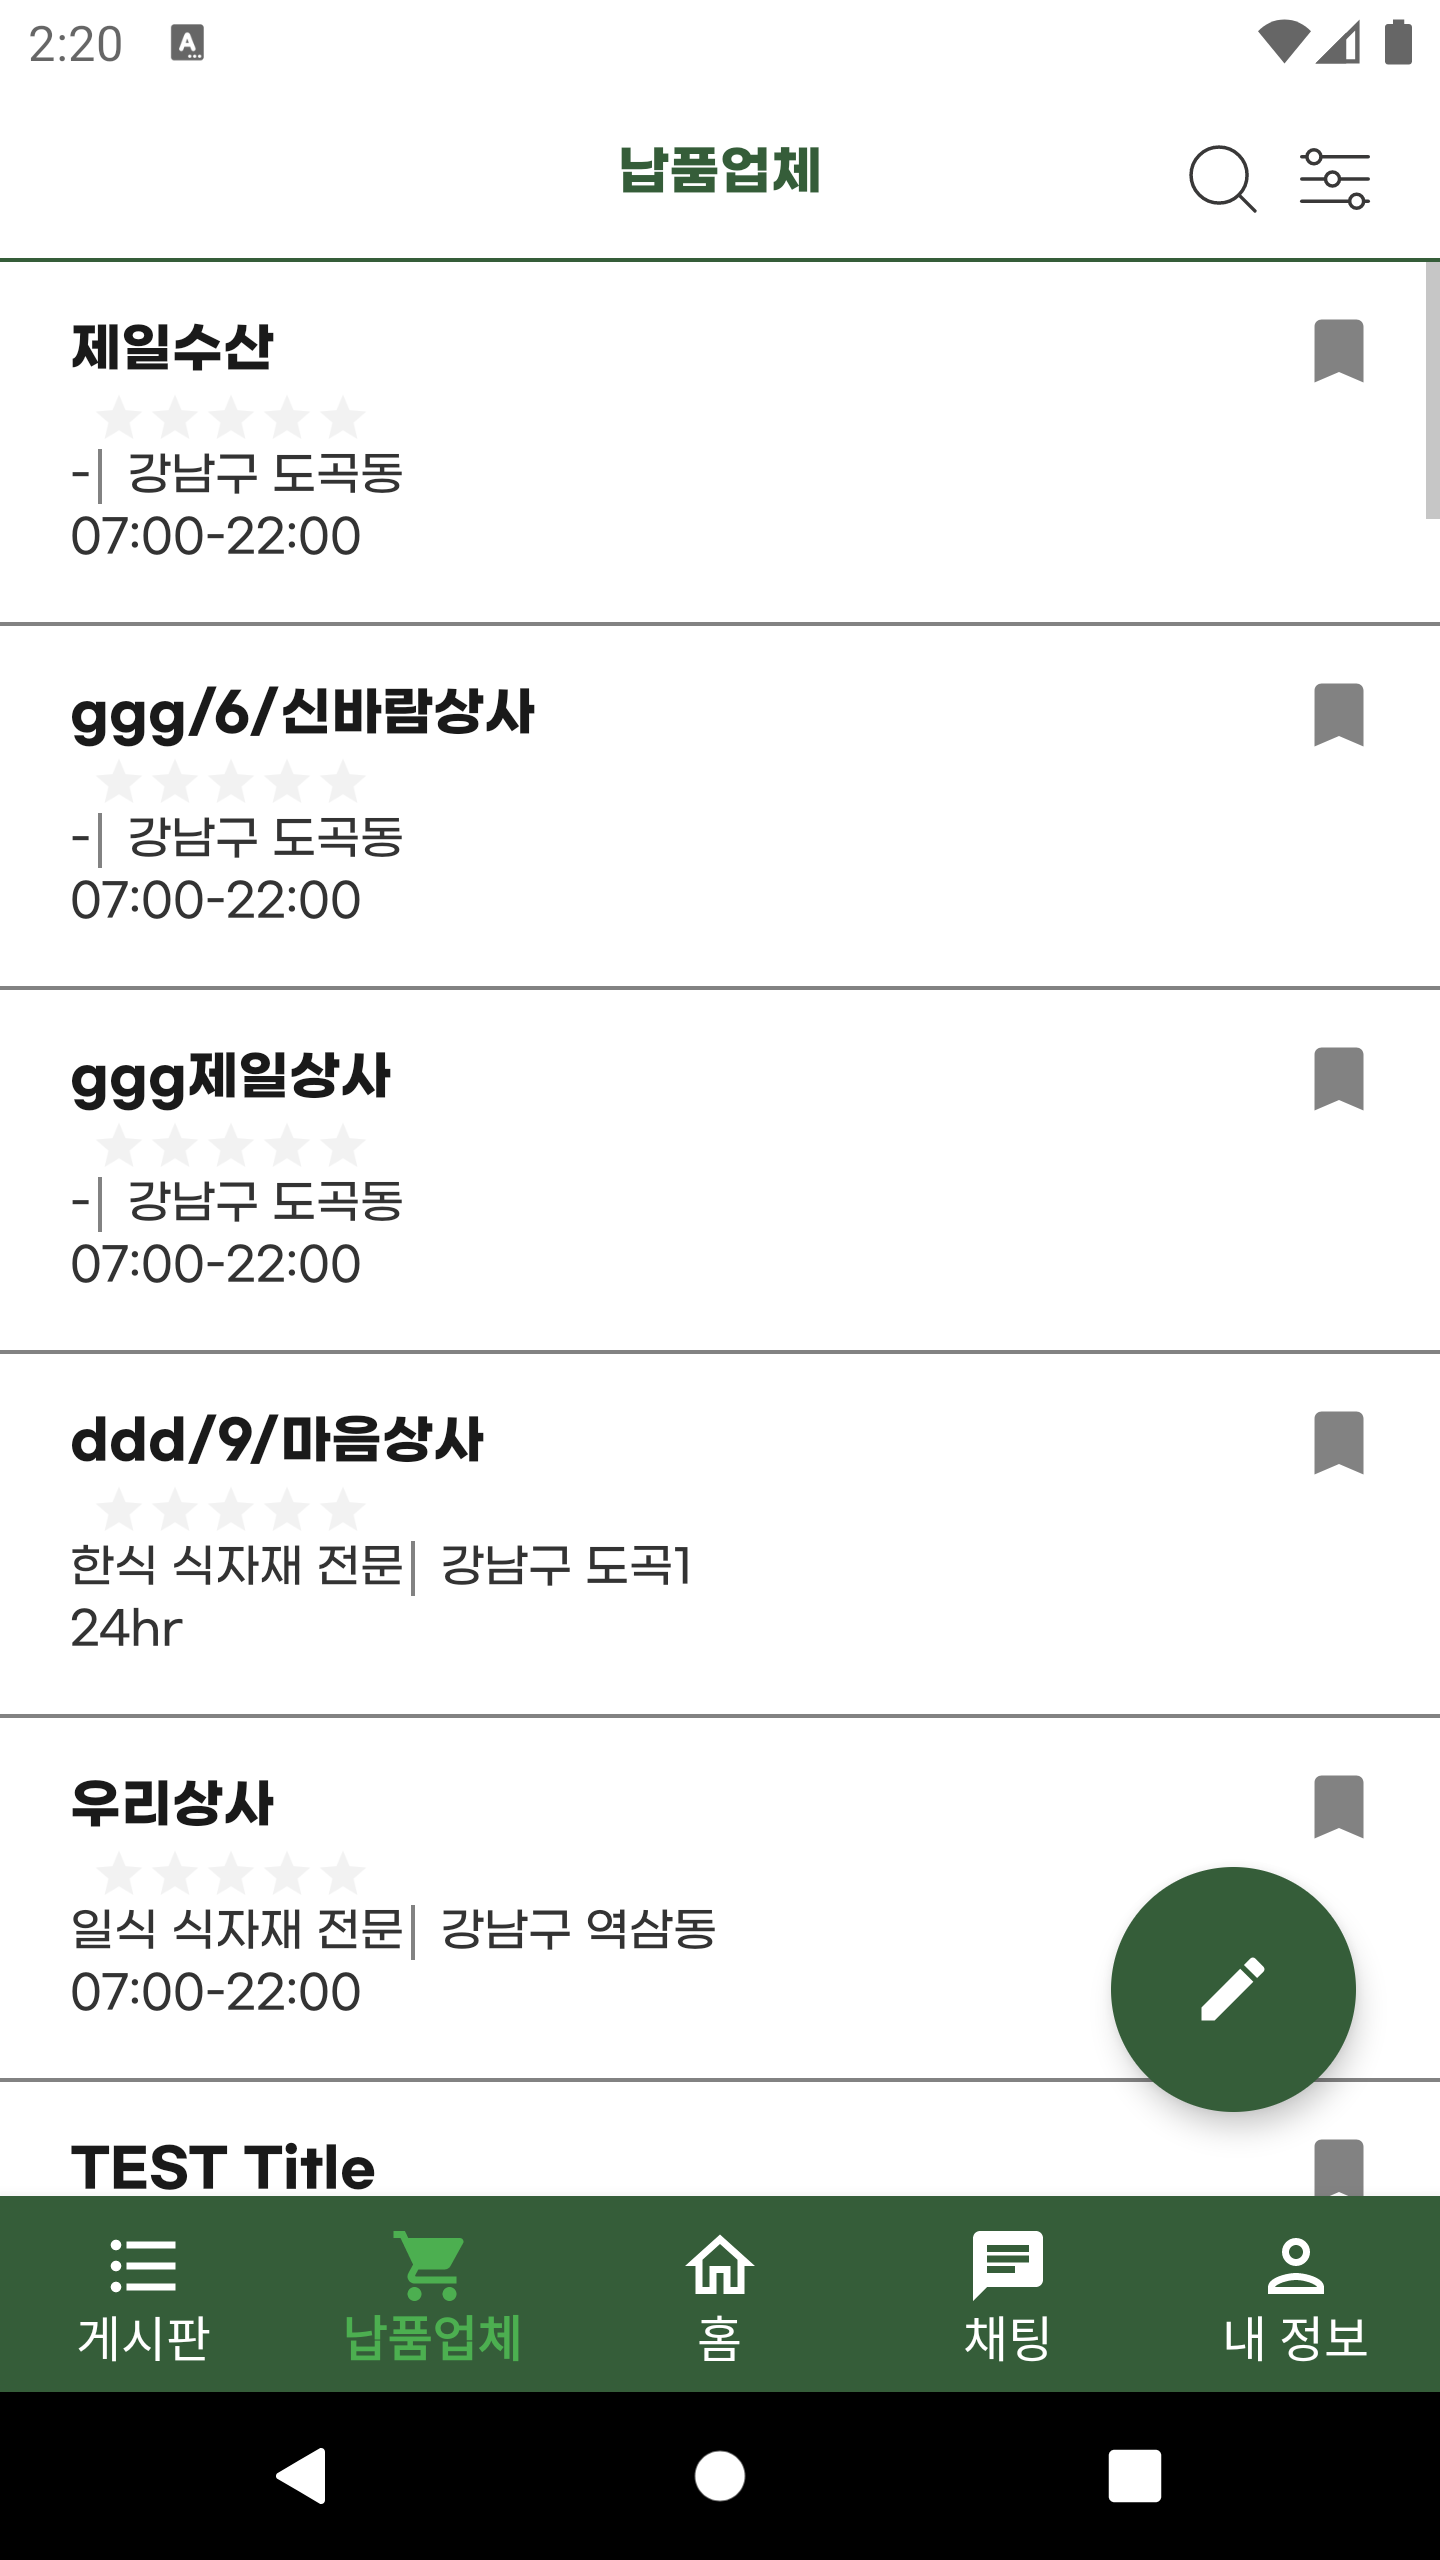 2:20
납품업체
제일수산
-| 강남구 도곡동
07:00-22:00
ggg/6/신바람상사
-| 강남구 도곡동
07:00-22:00
ggg제일상사
-| 강남구 도곡동
07:00-22:00
ddd/9/마음상사
한식 식자재 전문| 강남구 도곡1
24hr
우리상사
일식 식자재 전문| 강남구 역삼동
07:00-22:00
TEST Title
게시판 납품업체 홈 채팅 내 정보